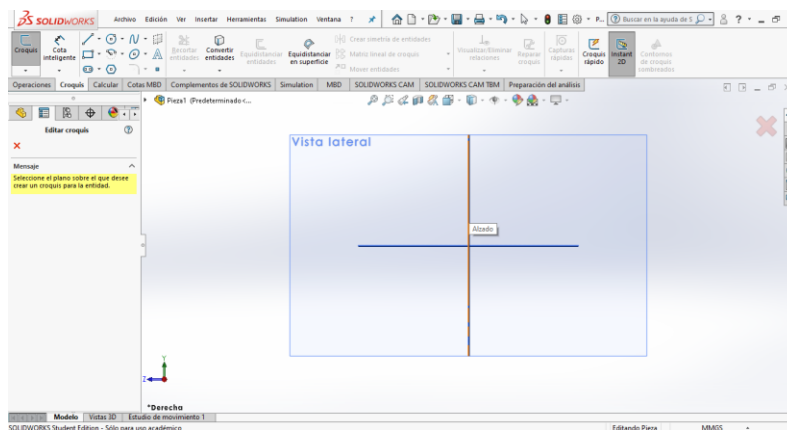 SOLIDWORKS Archivo Edición Ver Insertar Herramientas Simulation Ventana ? P... Buscar en la ayuda de S
Croquis
Cota inteligente
Recortar entidades
Convertir entidades
Equidistanciar entidades
Equidistanciar en superficie
Crear simetría de entidades
Matriz lineal de croquis
Mover entidades
Visualizar/Eliminar relaciones
Reparar croquis
Capturas rápidas
Croquis rápido
Instant 2D
Contornos de croquis sombreados
Operaciones Croquis Calcular Cotas MBD Complementos de SOLIDWORKS Simulation MBD SOLIDWORKS CAM SOLIDWORKS CAM TBM Preparación del análisis
Pieza1 (Predeterminado<...
Editar croquis
Mensaje
Seleccione el plano sobre el que desee
crear un croquis para la entidad.
Vista lateral
Alzado
Y
Z
*Derecha
Modelo Vistas 3D Estudio de movimiento 1
SOLIDWORKS Student Edition - Sólo para uso académico Editando Pieza MMGS